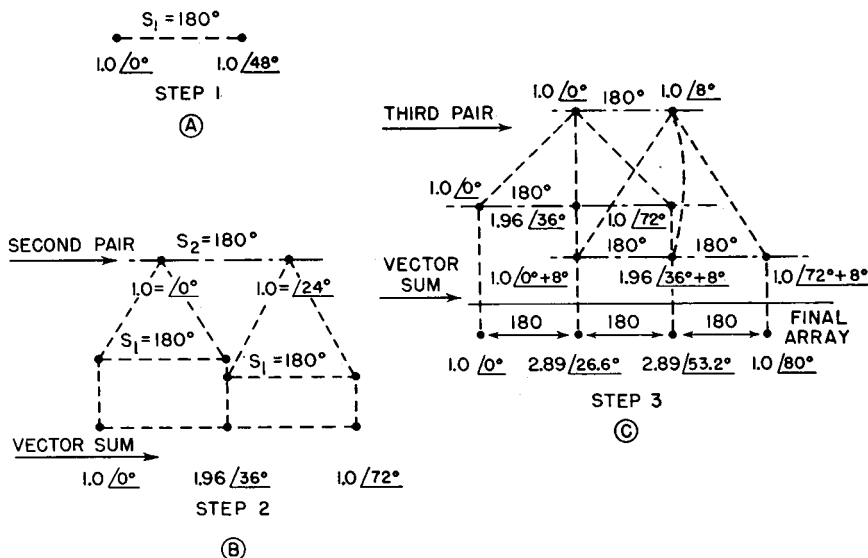 S₁ = 180°
1.0 /0° 1.0 /48°
STEP 1
Ⓐ
SECOND PAIR
S₂ = 180°
1.0 = /0° 1.0 = /24°
S₁ = 180°
S₁ = 180°
VECTOR SUM
1.0 /0° 1.96 /36° 1.0 /72°
STEP 2
Ⓑ
1.0 /0° 180° 1.0 /8°
THIRD PAIR
1.0 /0° 180°
1.96 /36° 1.0 /72°
180° 180°
VECTOR
SUM
1.0 /0°+8° 1.96 /36°+8° 1.0 /72°+8°
180 180 180
FINAL
ARRAY
1.0 /0° 2.89 /26.6° 2.89 /53.2° 1.0 /80°
STEP 3
Ⓒ